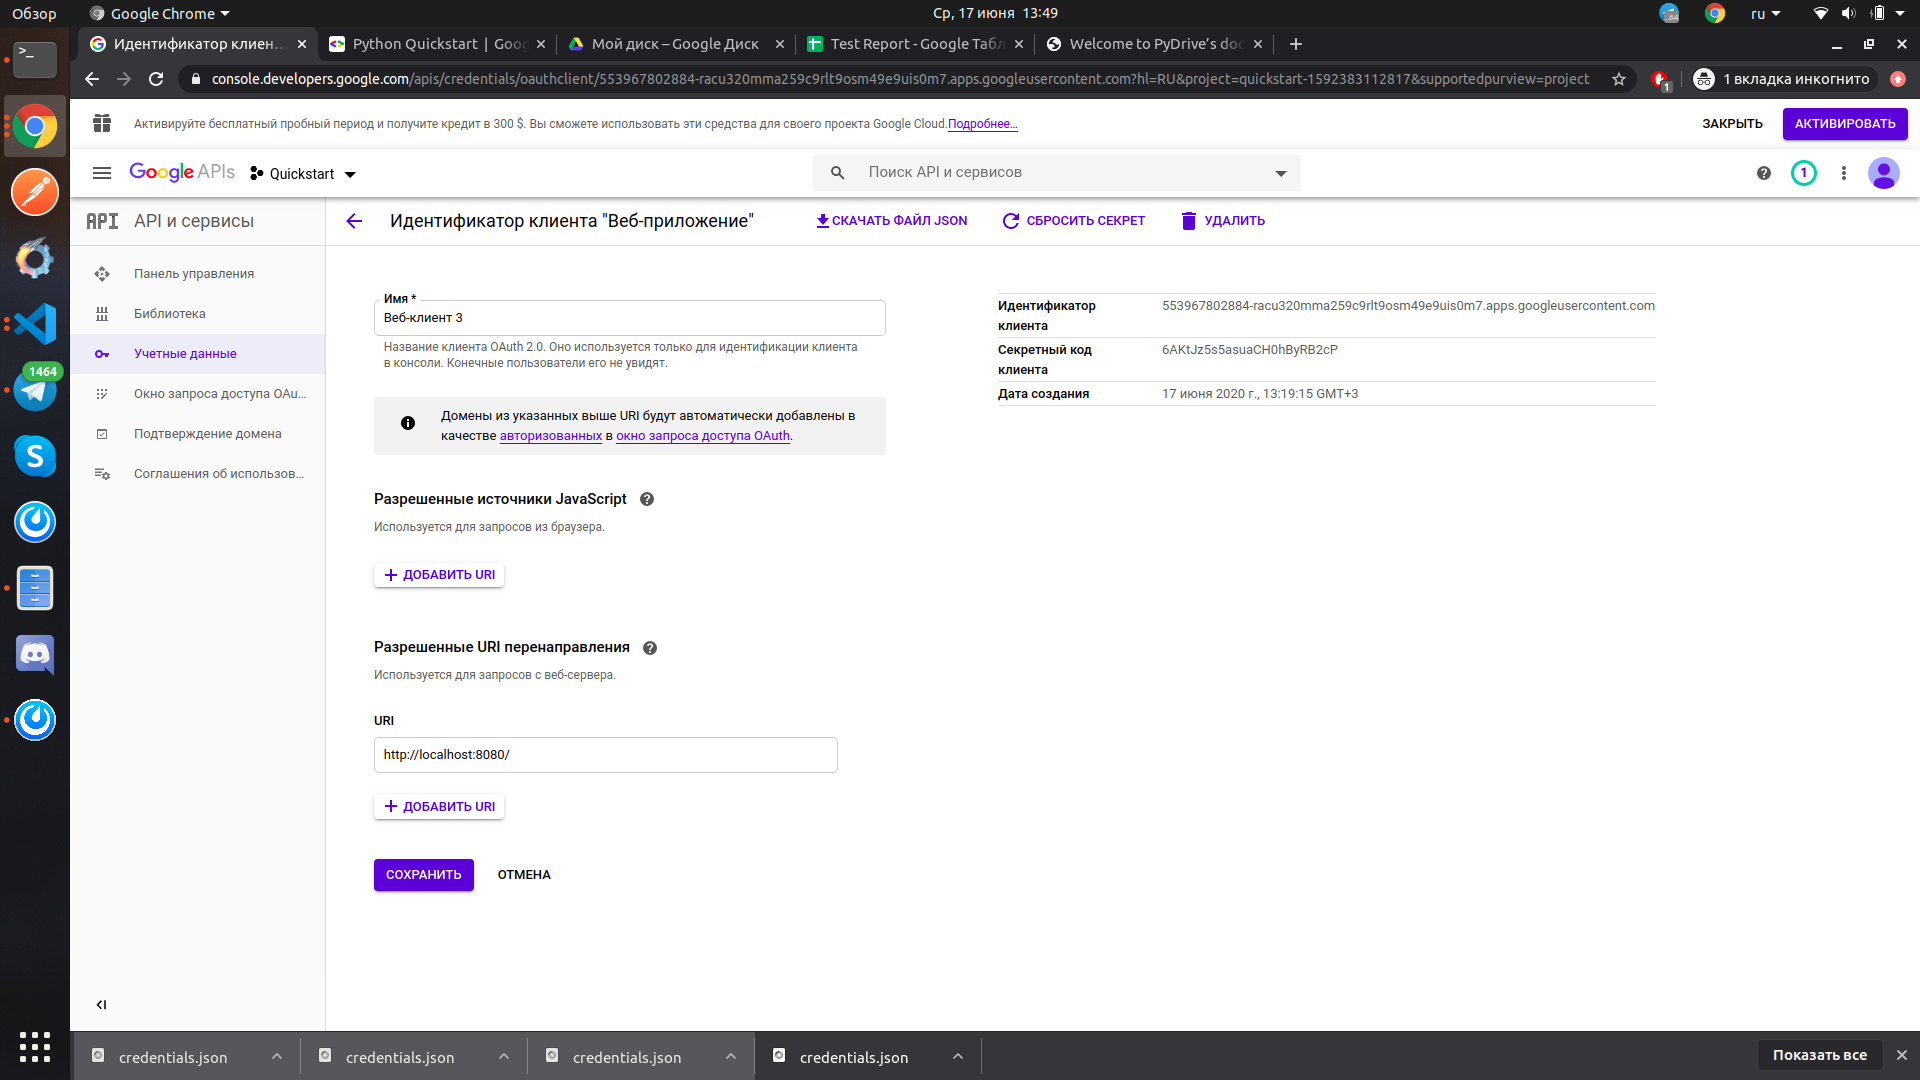 Обзор
Google Chrome
Ср, 17 июня 13:49
ru
Идентификатор клиен...
Python Quickstart | Goo
Мой диск – Google Диск
Test Report - Google Табл
Welcome to PyDrive’s doc
console.developers.google.com/apis/credentials/oauthclient/553967802884-racu320mma259c9rlt9osm49e9uis0m7.apps.googleusercontent.com?hl=RU&project=quickstart-1592383112817&supportedpurview=project
1
1 вкладка инкогнито
Активируйте бесплатный пробный период и получите кредит в 300 $. Вы сможете использовать эти средства для своего проекта Google Cloud. Подробнее...
ЗАКРЫТЬ
АКТИВИРОВАТЬ
Google APIs
Quickstart
Поиск API и сервисов
1
API
API и сервисы
Идентификатор клиента "Веб-приложение"
СКАЧАТЬ ФАЙЛ JSON
СБРОСИТЬ СЕКРЕТ
УДАЛИТЬ
Панель управления
Библиотека
Учетные данные
Окно запроса доступа OAu...
Подтверждение домена
Соглашения об использов...
1464
Имя *
Веб-клиент 3
Название клиента OAuth 2.0. Оно используется только для идентификации клиента
в консоли. Конечные пользователи его не увидят.
Домены из указанных выше URI будут автоматически добавлены в
качестве авторизованных в окно запроса доступа OAuth.
Разрешенные источники JavaScript
Используется для запросов из браузера.
ДОБАВИТЬ URI
Разрешенные URI перенаправления
Используется для запросов с веб-сервера.
URI
http://localhost:8080/
ДОБАВИТЬ URI
СОХРАНИТЬ
ОТМЕНА
Идентификатор клиента
553967802884-racu320mma259c9rlt9osm49e9uis0m7.apps.googleusercontent.com
Секретный код клиента
6AKtJz5s5asuaCH0hByRB2cP
Дата создания
17 июня 2020 г., 13:19:15 GMT+3
credentials.json
credentials.json
credentials.json
credentials.json
Показать все